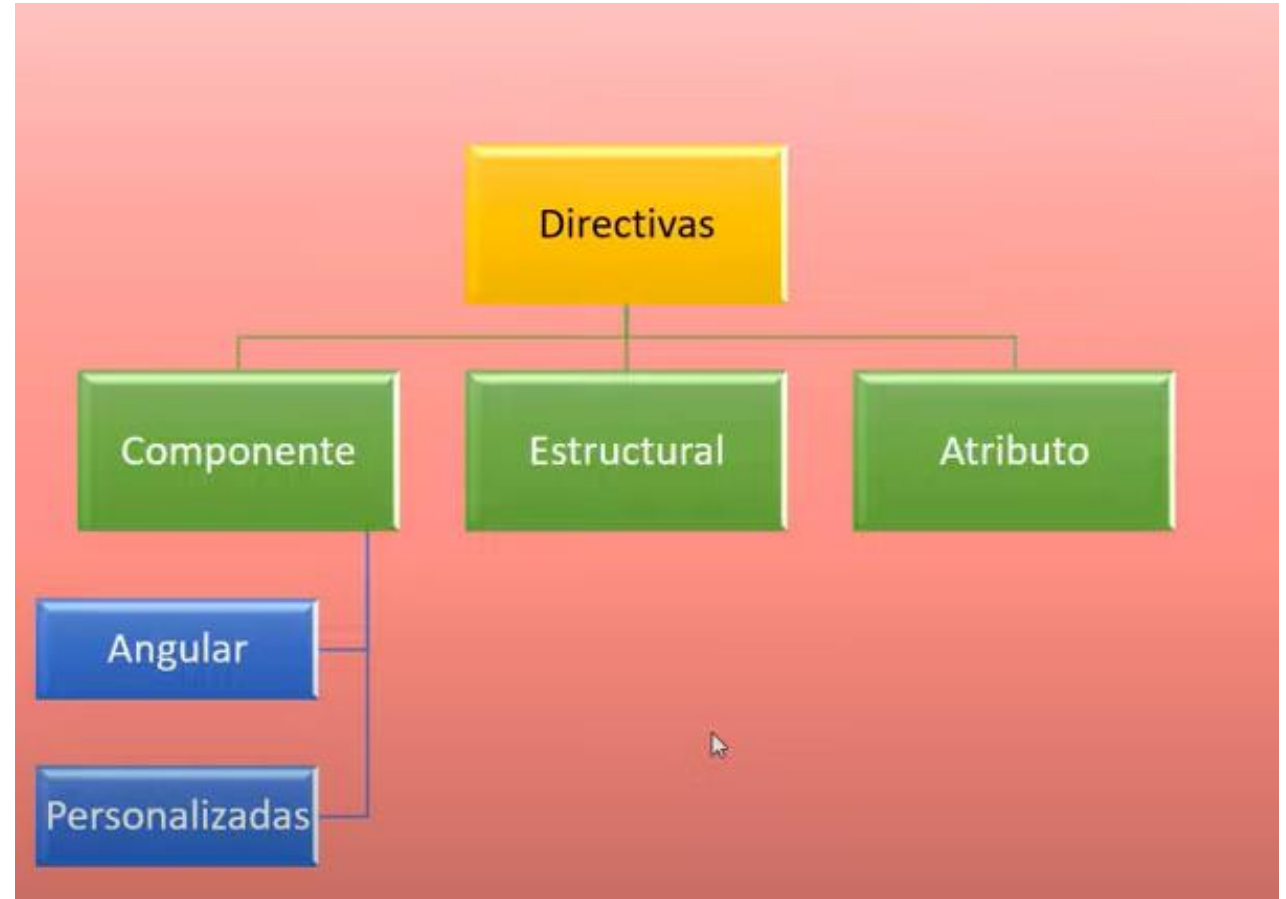 Directivas
Componente
Estructural
Atributo
Angular
Personalizadas